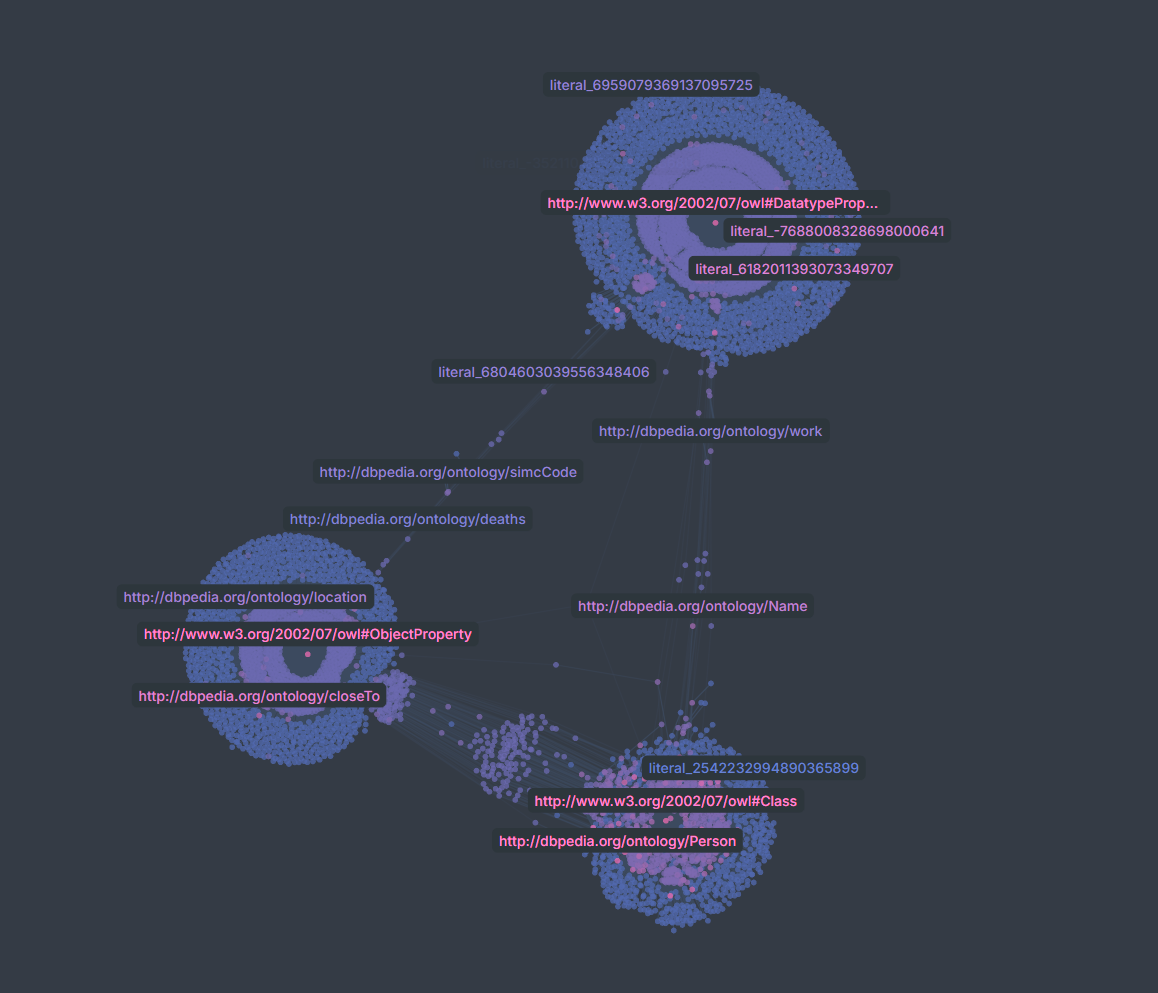 literal_6959079369137095725
http://www.w3.org/2002/07/owl#DatatypeProp...
literal_-7688008328698000641
literal_6182011393073349707
literal_6804603039556348406
http://dbpedia.org/ontology/work
http://dbpedia.org/ontology/simcCode
http://dbpedia.org/ontology/deaths
http://dbpedia.org/ontology/location
http://dbpedia.org/ontology/Name
http://www.w3.org/2002/07/owl#ObjectProperty
http://dbpedia.org/ontology/closeTo
literal_2542232994890365899
http://www.w3.org/2002/07/owl#Class
http://dbpedia.org/ontology/Person